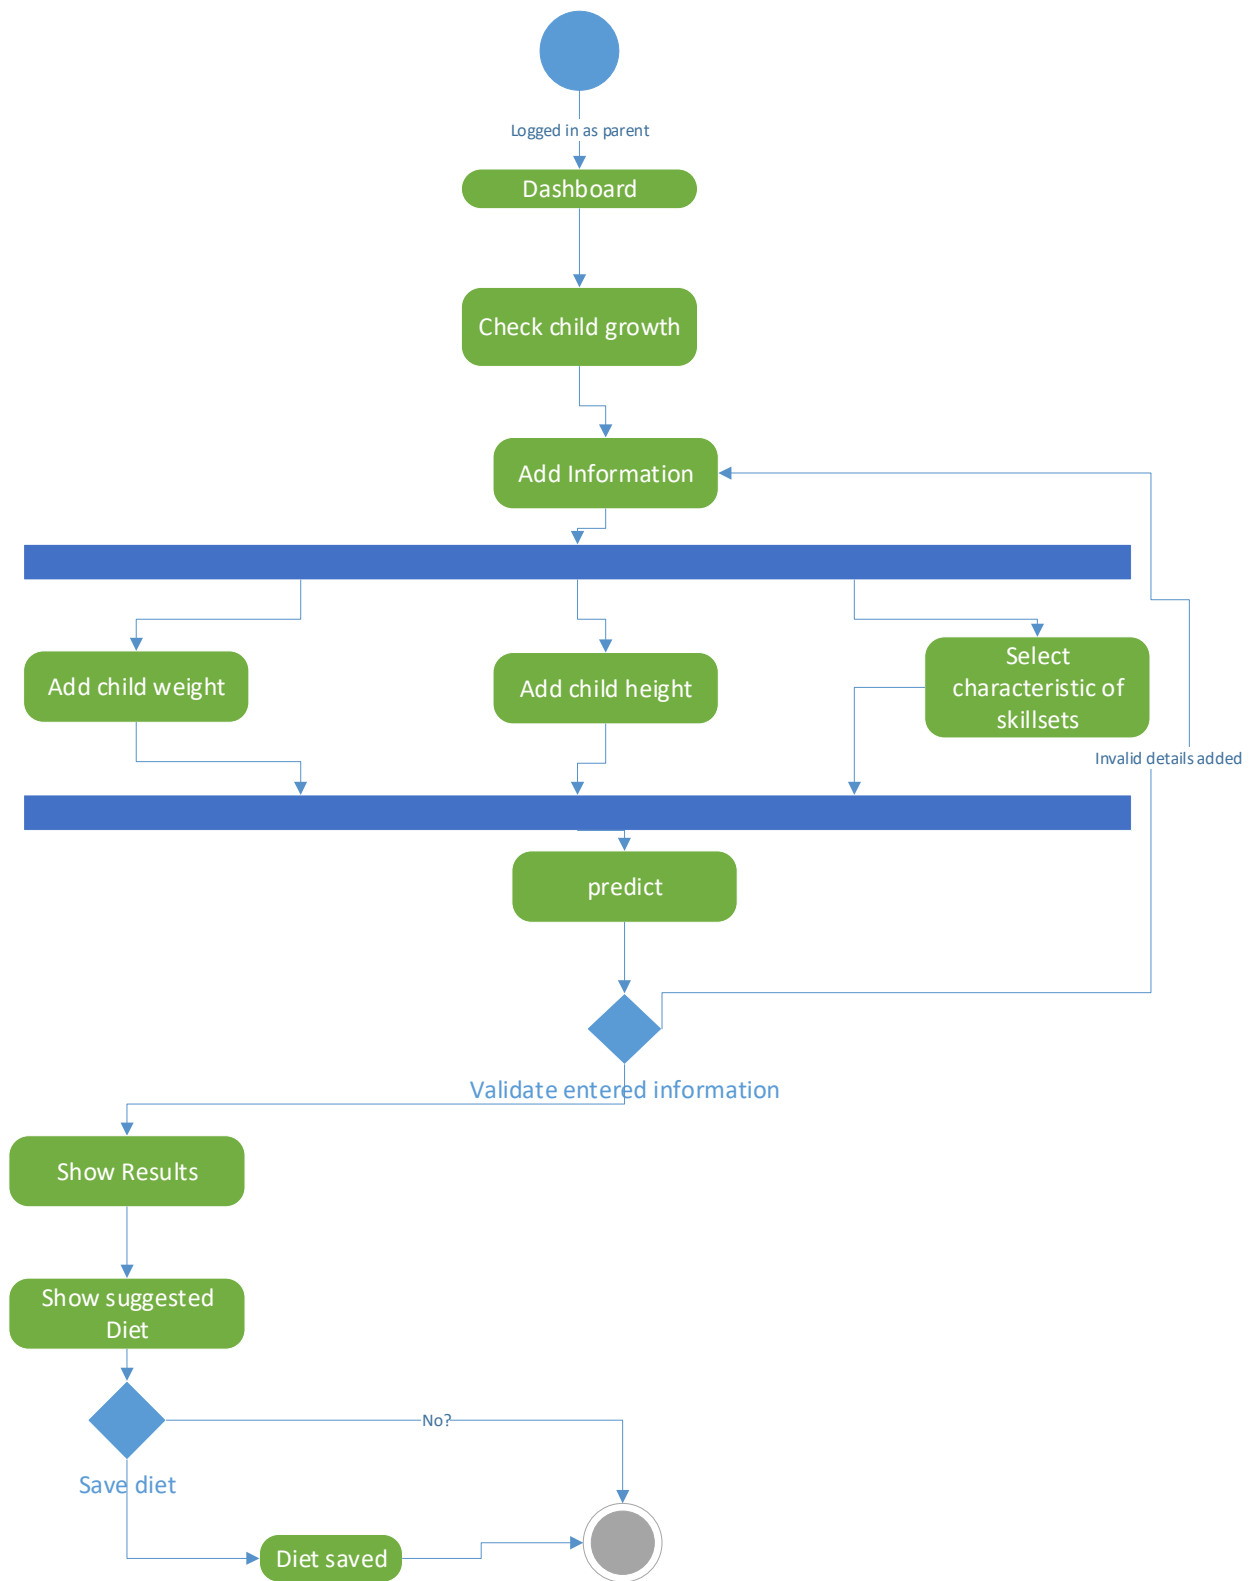 Logged in as parent
Dashboard
Check child growth
Add Information
Add child weight
Add child height
Select
characteristic of
skillsets
Invalid details added
predict
Validate entered information
Show Results
Show suggested
Diet
No?
Save diet
Diet saved